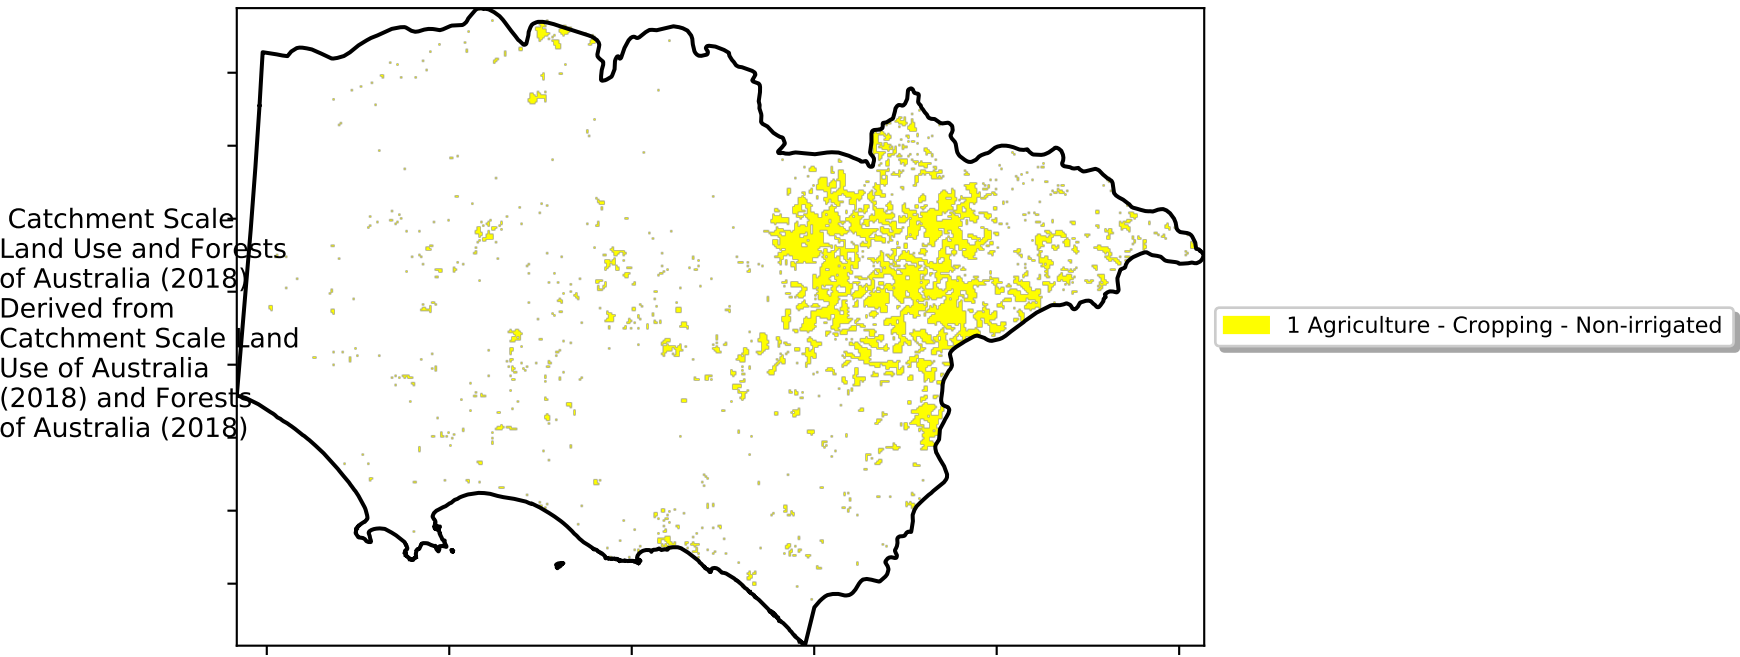 Catchment Scale
Land Use and Forests
of Australia (2018)
Derived from
Catchment Scale Land
Use of Australia
(2018) and Forests
of Australia (2018)
1 Agriculture - Cropping - Non-irrigated